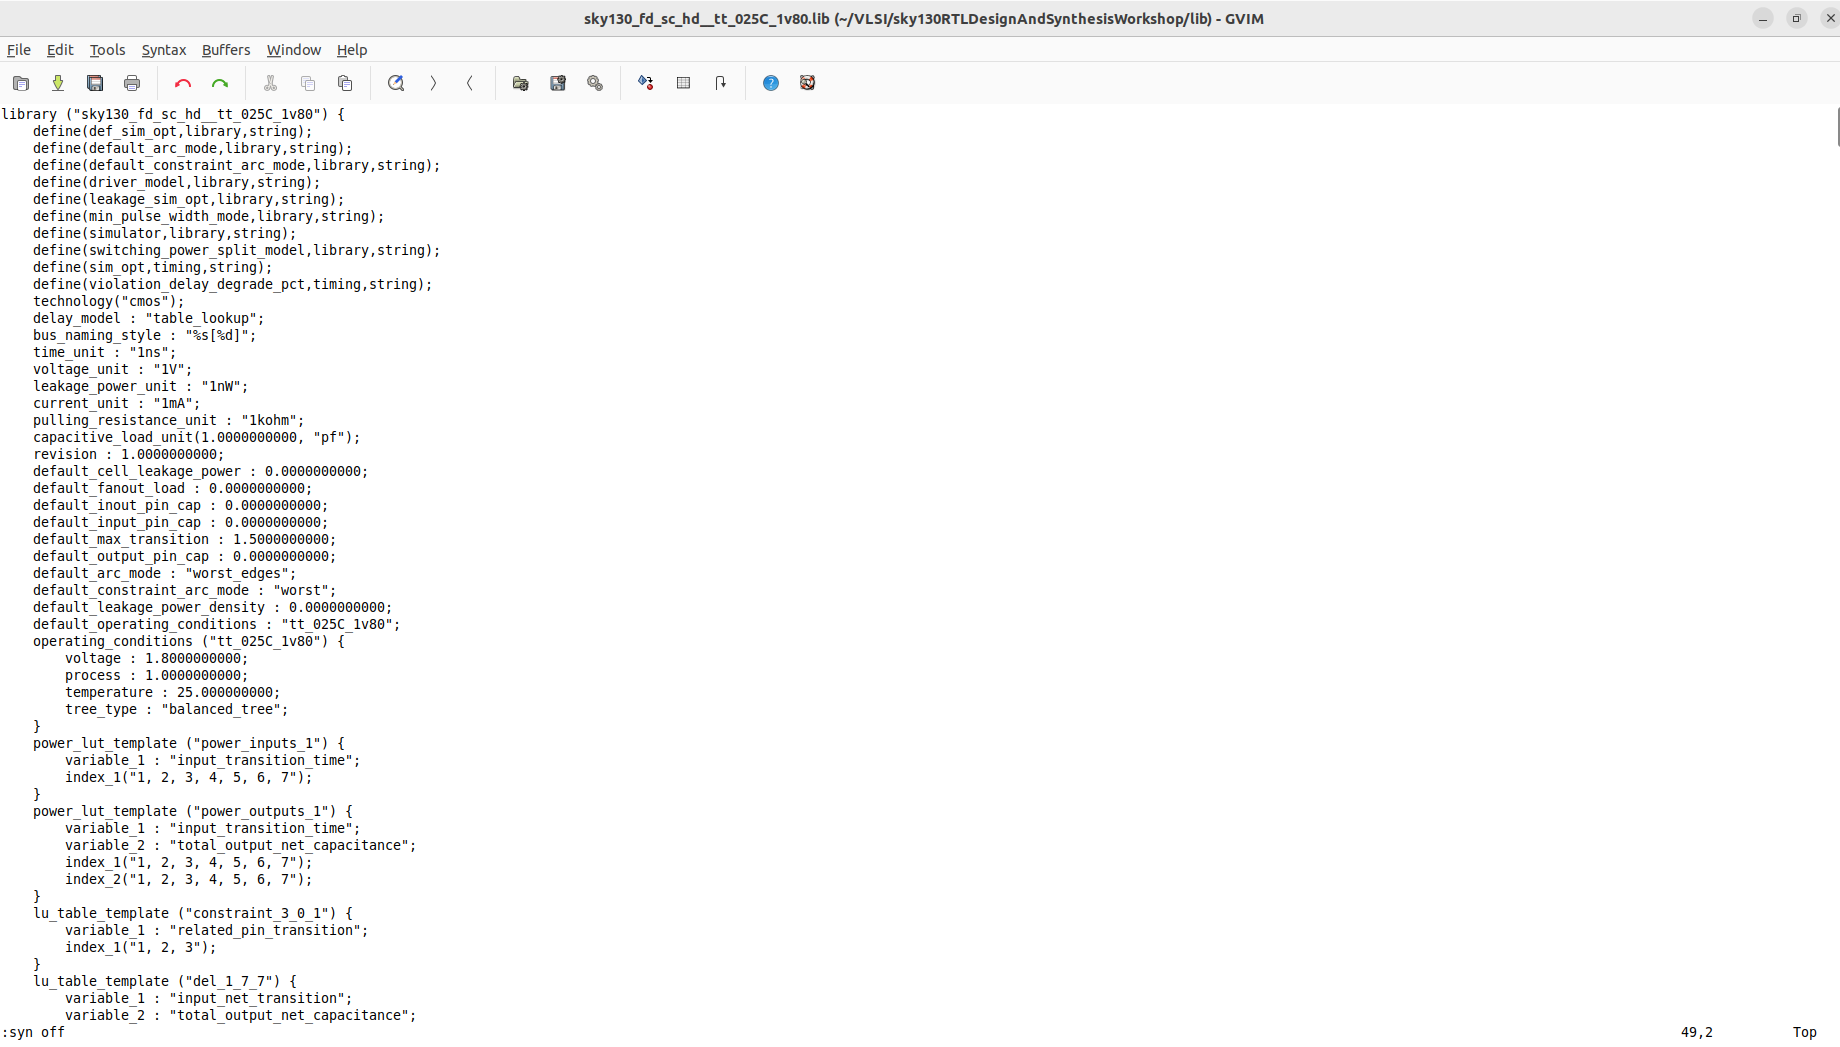 sky130_fd_sc_hd__tt_025C_1v80.lib (~/VLSI/sky130RTLDesignAndSynthesisWorkshop/lib) - GVIM
File Edit Tools Syntax Buffers Window Help
library ("sky130_fd_sc_hd__tt_025C_1v80") {
    define(def_sim_opt,library,string);
    define(default_arc_mode,library,string);
    define(default_constraint_arc_mode,library,string);
    define(driver_model,library,string);
    define(leakage_sim_opt,library,string);
    define(min_pulse_width_mode,library,string);
    define(simulator,library,string);
    define(switching_power_split_model,library,string);
    define(sim_opt,timing,string);
    define(violation_delay_degrade_pct,timing,string);
    technology("cmos");
    delay_model : "table_lookup";
    bus_naming_style : "%s[%d]";
    time_unit : "1ns";
    voltage_unit : "1V";
    leakage_power_unit : "1nW";
    current_unit : "1mA";
    pulling_resistance_unit : "1kohm";
    capacitive_load_unit(1.0000000000, "pf");
    revision : 1.0000000000;
    default_cell_leakage_power : 0.0000000000;
    default_fanout_load : 0.0000000000;
    default_inout_pin_cap : 0.0000000000;
    default_input_pin_cap : 0.0000000000;
    default_max_transition : 1.5000000000;
    default_output_pin_cap : 0.0000000000;
    default_arc_mode : "worst_edges";
    default_constraint_arc_mode : "worst";
    default_leakage_power_density : 0.0000000000;
    default_operating_conditions : "tt_025C_1v80";
    operating_conditions ("tt_025C_1v80") {
        voltage : 1.8000000000;
        process : 1.0000000000;
        temperature : 25.000000000;
        tree_type : "balanced_tree";
    }
    power_lut_template ("power_inputs_1") {
        variable_1 : "input_transition_time";
        index_1("1, 2, 3, 4, 5, 6, 7");
    }
    power_lut_template ("power_outputs_1") {
        variable_1 : "input_transition_time";
        variable_2 : "total_output_net_capacitance";
        index_1("1, 2, 3, 4, 5, 6, 7");
        index_2("1, 2, 3, 4, 5, 6, 7");
    }
    lu_table_template ("constraint_3_0_1") {
        variable_1 : "related_pin_transition";
        index_1("1, 2, 3");
    }
    lu_table_template ("del_1_7_7") {
        variable_1 : "input_net_transition";
        variable_2 : "total_output_net_capacitance";
:syn off 49,2 Top